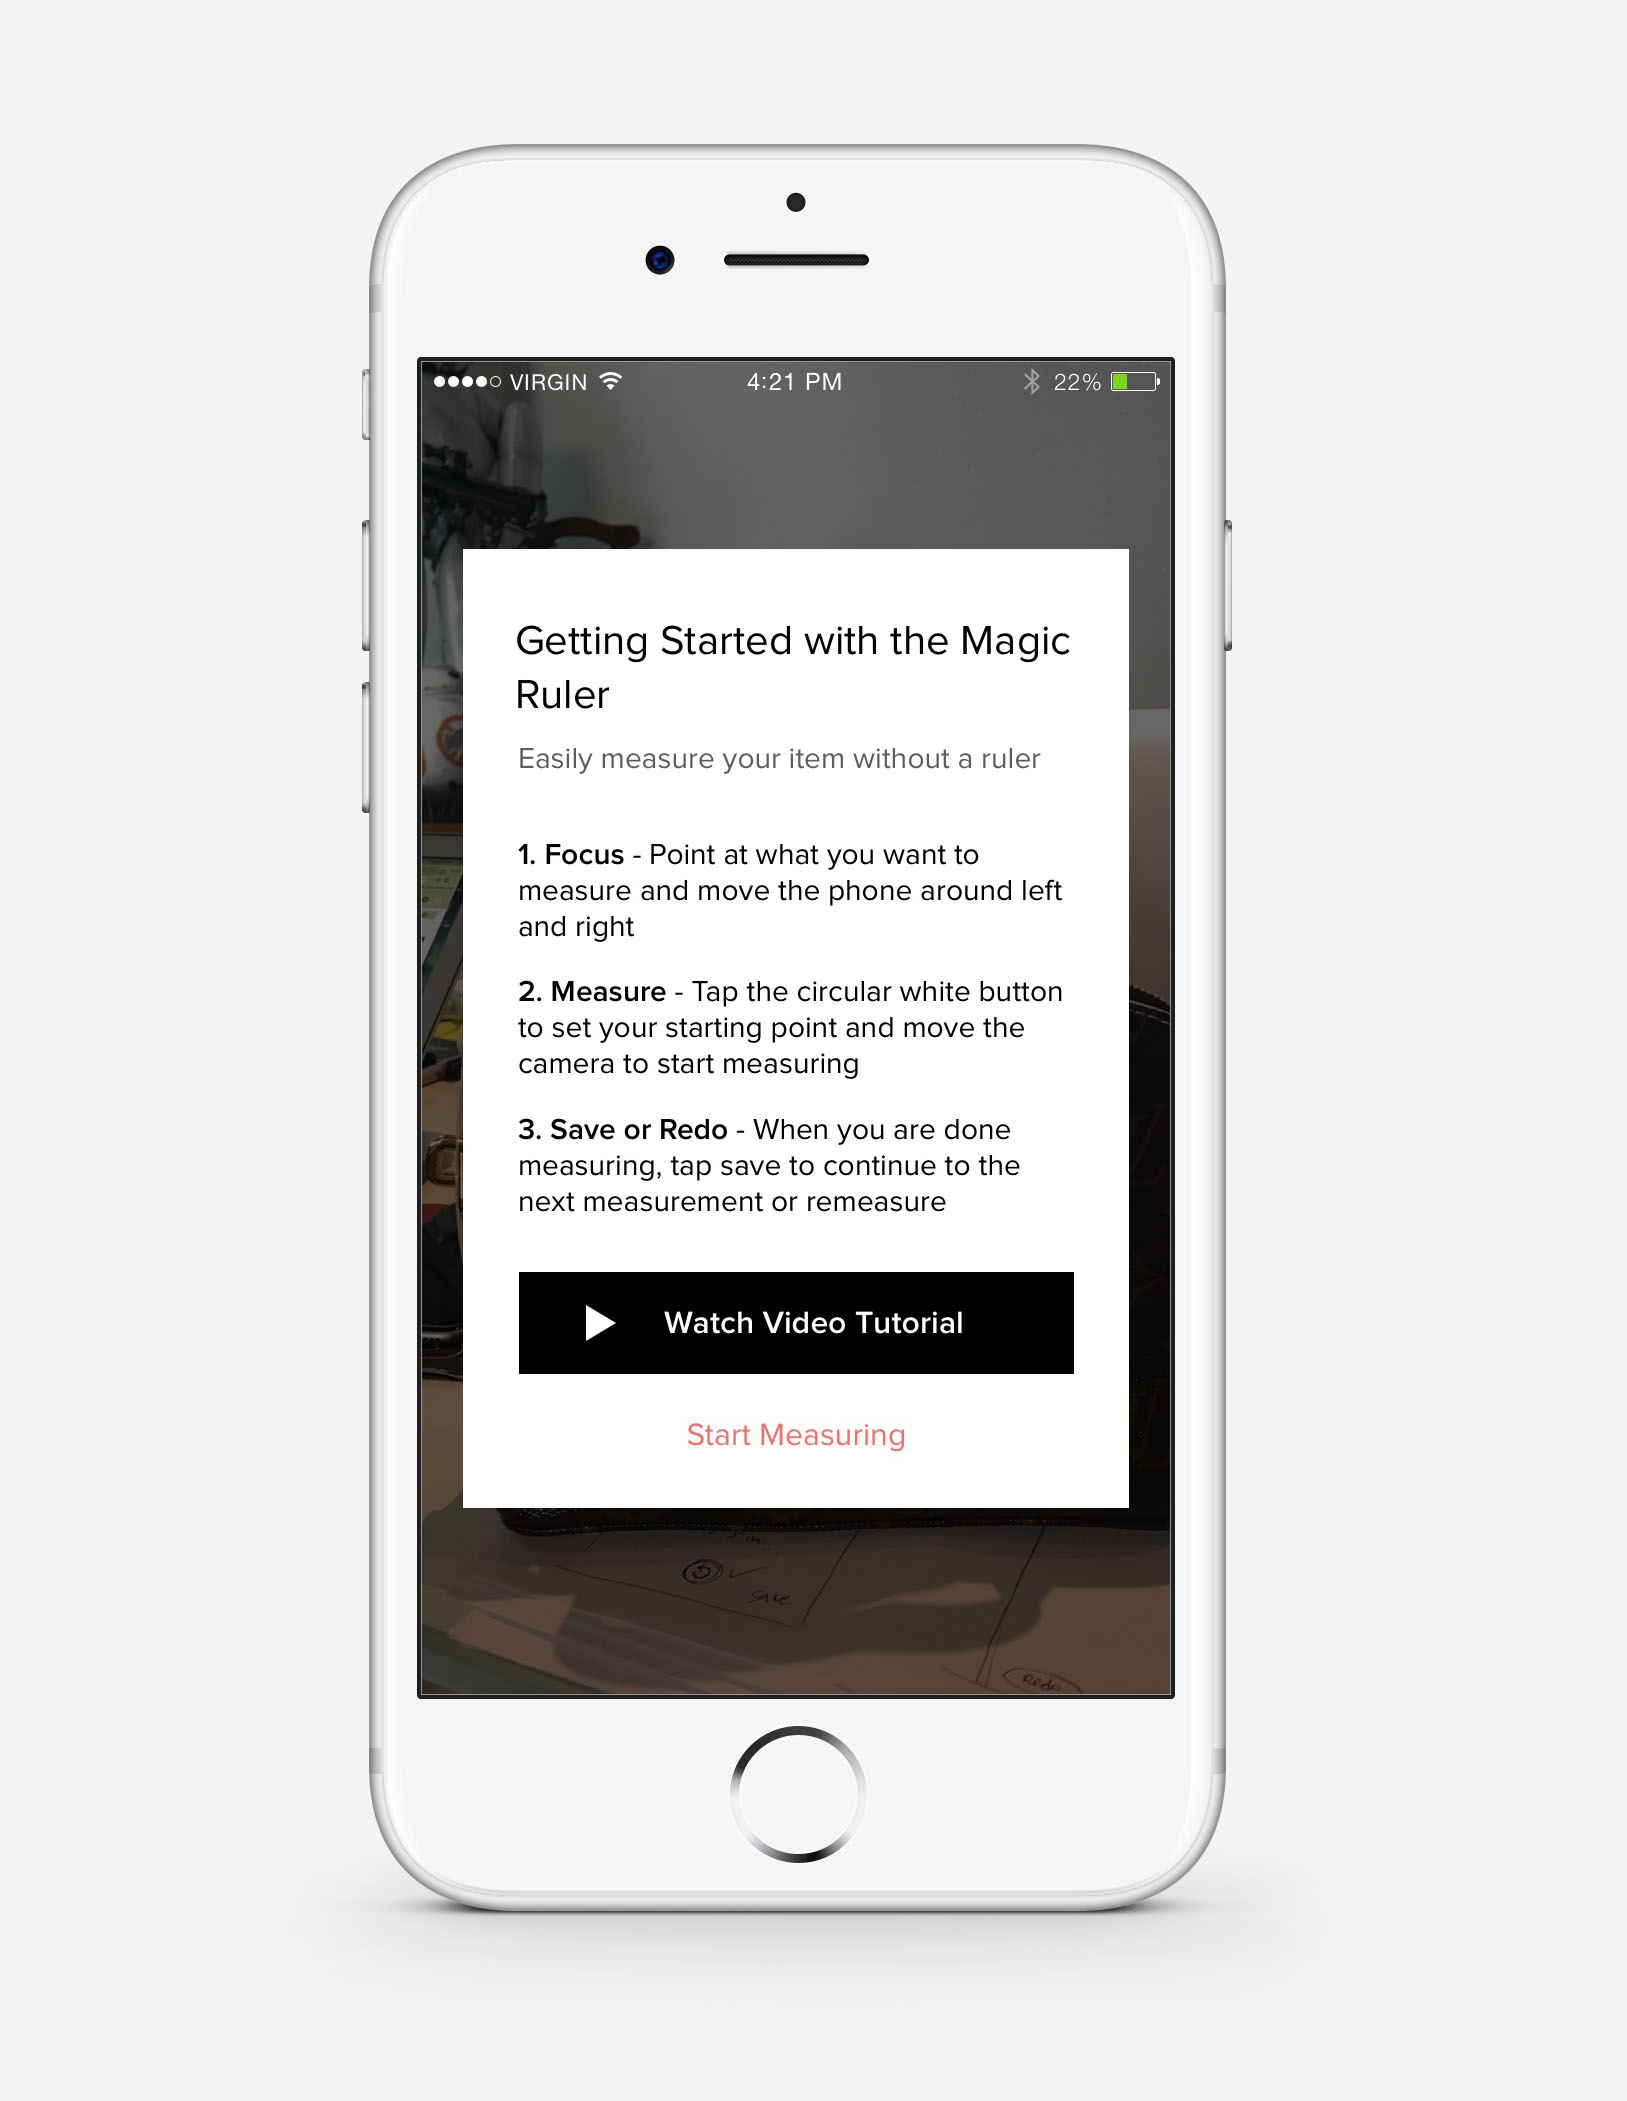 VIRGIN 4:21 PM 22%
Getting Started with the Magic
Ruler
Easily measure your item without a ruler
1. Focus - Point at what you want to
measure and move the phone around left
and right
2. Measure - Tap the circular white button
to set your starting point and move the
camera to start measuring
3. Save or Redo - When you are done
measuring, tap save to continue to the
next measurement or remeasure
Watch Video Tutorial
Start Measuring
save
Redo